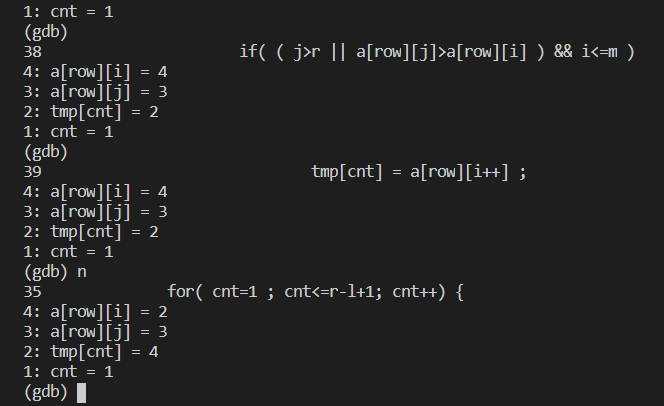 1: cnt = 1
(gdb)
38                      if( ( j>r || a[row][j]>a[row][i] ) && i<=m )
4: a[row][i] = 4
3: a[row][j] = 3
2: tmp[cnt] = 2
1: cnt = 1
(gdb)
39                              tmp[cnt] = a[row][i++] ;
4: a[row][i] = 4
3: a[row][j] = 3
2: tmp[cnt] = 2
1: cnt = 1
(gdb) n
35              for( cnt=1 ; cnt<=r-l+1; cnt++) {
4: a[row][i] = 2
3: a[row][j] = 3
2: tmp[cnt] = 4
1: cnt = 1
(gdb)